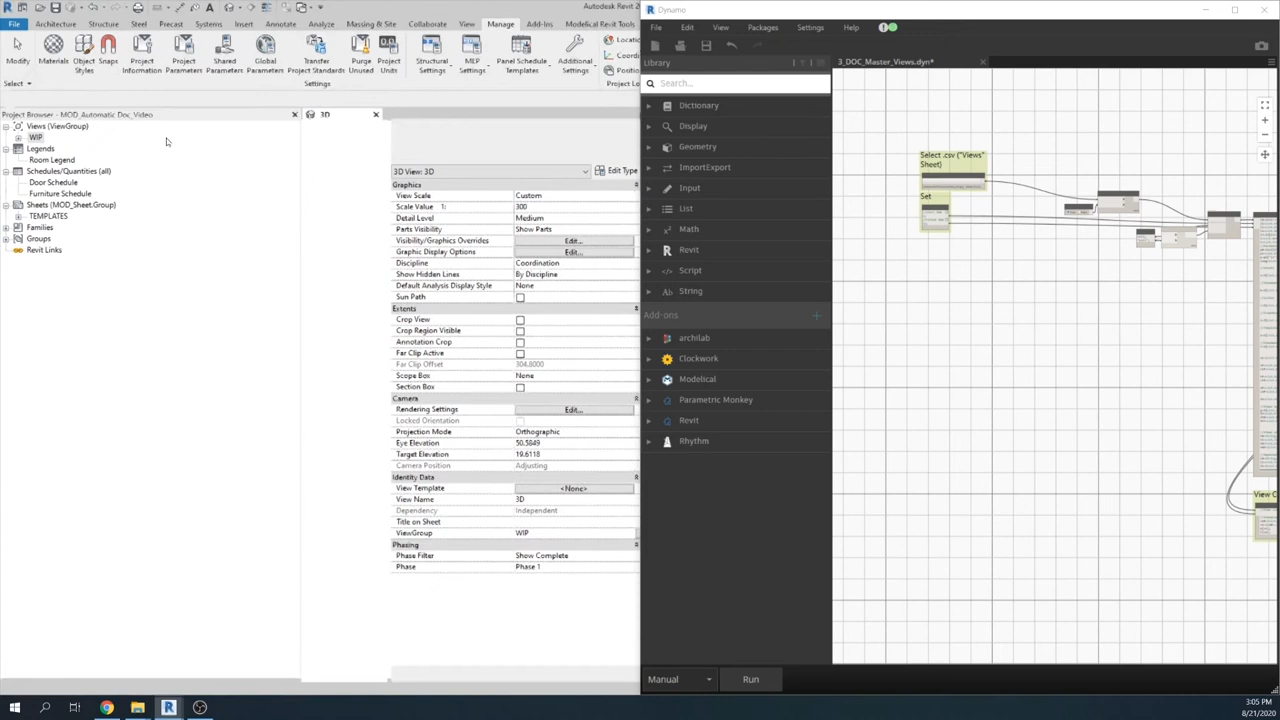 Autodesk Revit 20
File
Architecture
Structure
Steel
Precast
Systems
Insert
Annotate
Analyze
Massing & Site
Collaborate
View
Manage
Add-Ins
Modelical Revit Tools
Modify
Materials
Object Styles
Snaps
Project Information
Project Parameters
Shared Parameters
Global Parameters
Transfer Project Standards
Purge Unused
Project Units
Structural Settings
MEP Settings
Panel Schedule Templates
Additional Settings
Select
Settings
Project Browser - MOD_Automatic Doc_Video
3D
Views (ViewGroup)
WIP
Legends
Room Legend
Schedules/Quantities (all)
Door Schedule
Furniture Schedule
Sheets (MOD_Sheet.Group)
TEMPLATES
Families
Groups
Revit Links
3D View: 3D
Edit Type
Graphics
View Scale Custom
Scale Value 1: 300
Detail Level Medium
Parts Visibility Show Parts
Visibility/Graphics Overrides Edit...
Graphic Display Options Edit...
Discipline Coordination
Show Hidden Lines By Discipline
Default Analysis Display Style None
Sun Path
Extents
Crop View
Crop Region Visible
Annotation Crop
Far Clip Active
Far Clip Offset 304.8000
Scope Box None
Section Box
Camera
Rendering Settings Edit...
Locked Orientation
Projection Mode Orthographic
Eye Elevation 50.5849
Target Elevation 19.6118
Camera Position Adjusting
Identity Data
View Template <None>
View Name 3D
Dependency Independent
Title on Sheet
ViewGroup WIP
Phasing
Phase Filter Show Complete
Phase Phase 1
Dynamo
File Edit View Packages Settings Help
Library
3_DOC_Master_Views.dyn*
Search...
Dictionary
Display
Geometry
ImportExport
Input
List
Math
Revit
Script
String
Add-ons
archilab
Clockwork
Modelical
Parametric Monkey
Revit
Rhythm
Select .csv ("Views"
Sheet)
Set
View C
Manual
Run
3:05 PM
8/21/2020